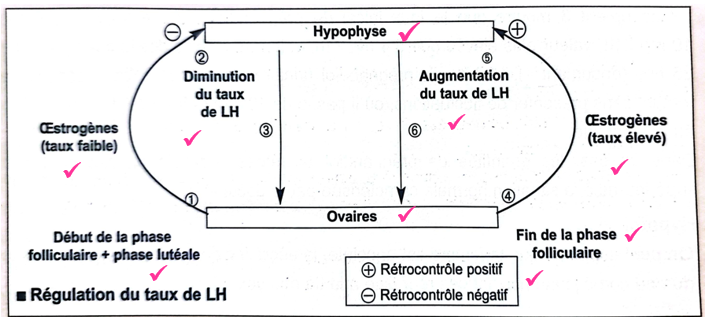 ⊖ Hypophyse ⊕
② ⑤
Diminution
du taux
de LH
Augmentation
du taux de LH
Œstrogènes
(taux faible)
③ ⑥
Œstrogènes
(taux élevé)
① ④
Ovaires
Début de la phase
folliculaire + phase lutéale
Fin de la phase
folliculaire
⊕ Rétrocontrôle positif
⊖ Rétrocontrôle négatif
■ Régulation du taux de LH